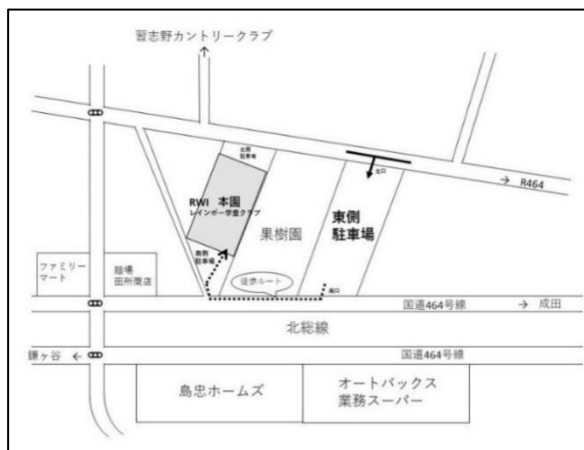 習志野カントリークラブ
北側
駐車場
北口
R464
RWI 本園
レインボー学童クラブ
東側
駐車場
果樹園
南側
駐車場
徒歩ルート
南口
ファミリー
マート
麺場
田所商店
国道464号線
成田
北総線
鎌ヶ谷
国道464号線
島忠ホームズ
オートバックス
業務スーパー